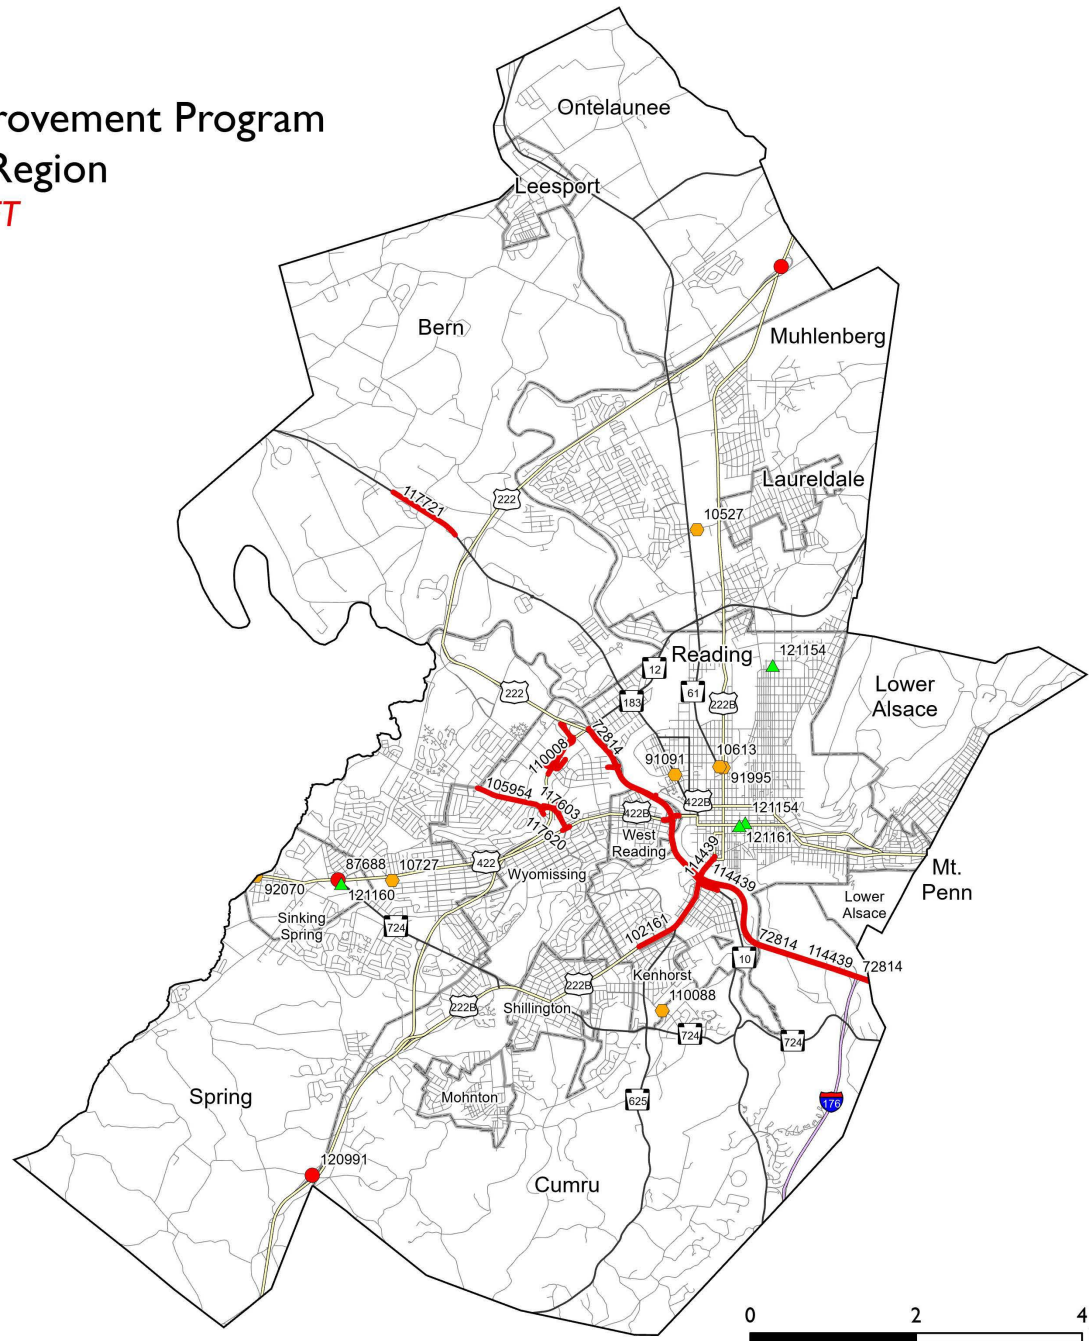 rovement Program
Region
TT
Ontelaunee
Leesport
Bern
Muhlenberg
Laureldale
117721
222
10527
Reading
121154
12
61
183
222B
Lower
Alsace
222
72814
110008
10613
91091
91995
105954
117603
422B
422B
121154
117620
121161
West
Reading
114439
422
Wyomissing
87688
10727
114439
Mt.
Penn
92070
121160
Lower
Alsace
Sinking
Spring
724
102161
72814
114439
72814
10
Kenhorst
222B
222B
Shillington
110088
724
724
Spring
Mohnton
625
176
120991
Cumru
0 2 4